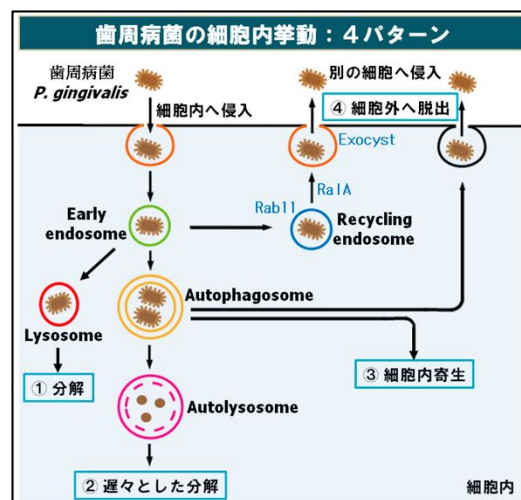 歯周病菌の細胞内挙動：４パターン
歯周病菌
P. gingivalis
細胞内へ侵入
別の細胞へ侵入
④ 細胞外へ脱出
Exocyst
RalA
Rab11
Early
endosome
Recycling
endosome
Autophagosome
Lysosome
① 分解
③ 細胞内寄生
Autolysosome
② 遅々とした分解
細胞内